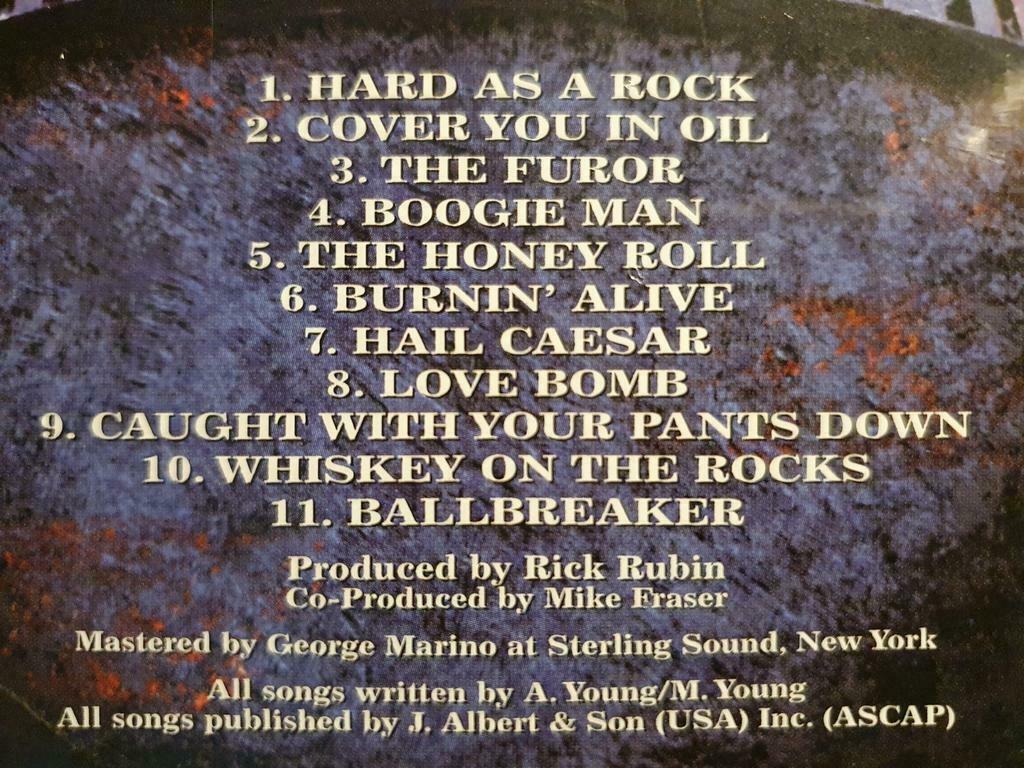 1. HARD AS A ROCK
2. COVER YOU IN OIL
3. THE FUROR
4. BOOGIE MAN
5. THE HONEY ROLL
6. BURNIN' ALIVE
7. HAIL CAESAR
8. LOVE BOMB
9. CAUGHT WITH YOUR PANTS DOWN
10. WHISKEY ON THE ROCKS
11. BALLBREAKER
Produced by Rick Rubin
Co-Produced by Mike Fraser
Mastered by George Marino at Sterling Sound, New York
All songs written by A. Young/M. Young
All songs published by J. Albert & Son (USA) Inc. (ASCAP)